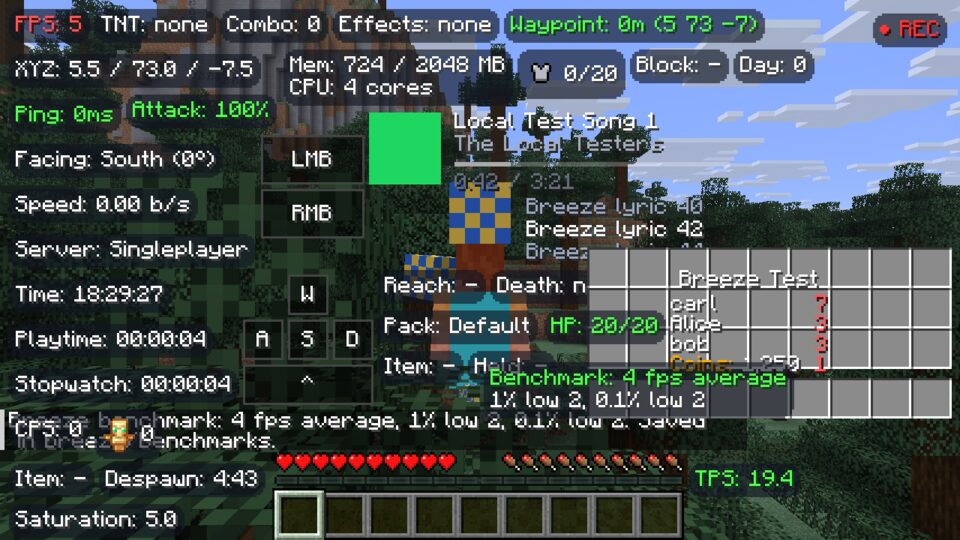 FPS: 5 TNT: none Combo: 0 Effects: none Waypoint: 0m (5 73 -7) REC
XYZ: 5.5 / 73.0 / -7.5 Mem: 724 / 2048 MB 0/20 Block: - Day: 0
CPU: 4 cores
Ping: 0ms Attack: 100%
Local Test Song 1
The Local Testers
Facing: South (0°) LMB
0:42 / 3:21
Speed: 0.00 b/s RMB
Breeze lyric 40
Breeze lyric 42
Breeze lyric 44
Server: Singleplayer
Reach: - Death: n
Breeze Test
Time: 18:29:27 W
carl 7
Pack: Default HP: 20/20
Alice 3
Playtime: 00:00:04 A S D
bob 3
Item: - Held: -
Coins: 1,250 1
Stopwatch: 00:00:04 ^
Benchmark: 4 fps average
1% low 2, 0.1% low 2
Breeze benchmark: 4 fps average, 1% low 2, 0.1% low 2. Saved
in breeze benchmarks.
CPS: 0 0
Item: - Despawn: 4:43 TPS: 19.4
Saturation: 5.0